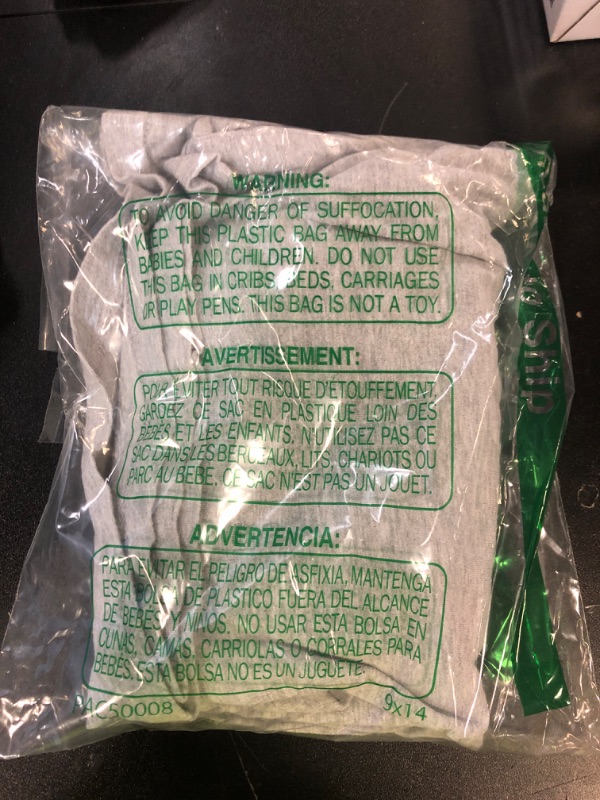 WARNING:
TO AVOID DANGER OF SUFFOCATION,
KEEP THIS PLASTIC BAG AWAY FROM
BABIES AND CHILDREN. DO NOT USE
THIS BAG IN CRIBS, BEDS, CARRIAGES
OR PLAY PENS. THIS BAG IS NOT A TOY.
AVERTISSEMENT:
POUR ÉVITER TOUT RISQUE D'ÉTOUFFEMENT,
GARDEZ CE SAC EN PLASTIQUE LOIN DES
BÉBÉS ET LES ENFANTS. N'UTILISEZ PAS CE
SAC DANS LES BERCEAUX, LITS, CHARIOTS OU
PARC AU BEBE. CE SAC N'EST PAS UN JOUET.
ADVERTENCIA:
PARA EVITAR EL PELIGRO DE ASFIXIA, MANTENGA
ESTA BOLSA DE PLASTICO FUERA DEL ALCANCE
DE BEBES Y NINOS. NO USAR ESTA BOLSA EN
CUNAS, CAMAS, CARRIOLAS O CORRALES PARA
BEBÉS. ESTA BOLSA NO ES UN JUGUETE.
PAC50008 9x14
ship